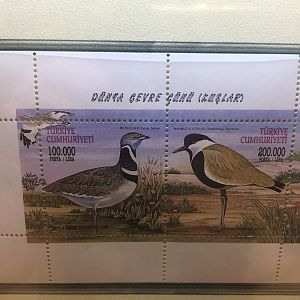 DÜNYA ÇEVRE GÜNÜ (KUŞLAR)
TÜRKİYE
CUMHURİYETİ
100.000
POSTA / LİRA
TÜRKİYE
CUMHURİYETİ
200.000
POSTA / LİRA